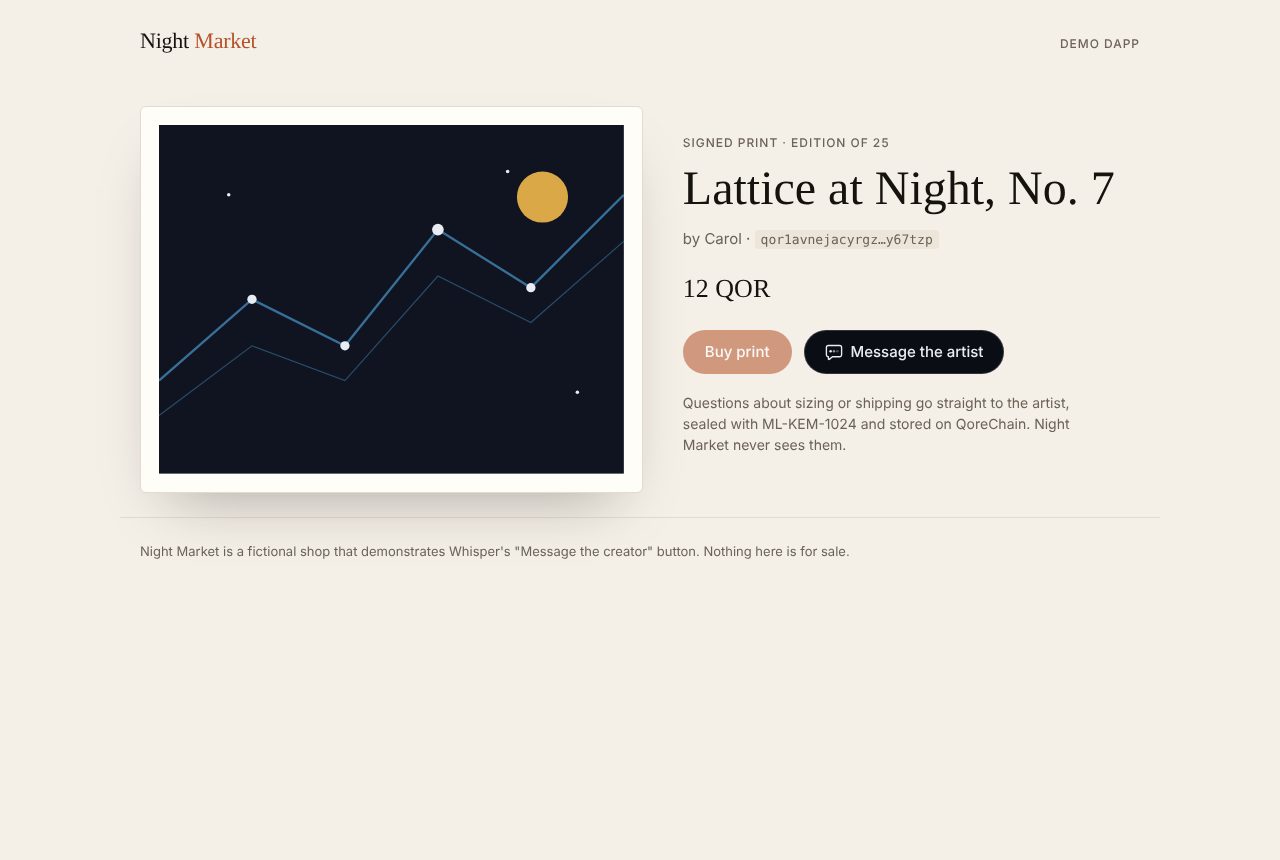 Night Market
DEMO DAPP
SIGNED PRINT · EDITION OF 25
Lattice at Night, No. 7
by Carol · qor1avnejacyrgz…y67tzp
12 QOR
Buy print
Message the artist
Questions about sizing or shipping go straight to the artist,
sealed with ML-KEM-1024 and stored on QoreChain. Night
Market never sees them.
Night Market is a fictional shop that demonstrates Whisper's "Message the creator" button. Nothing here is for sale.